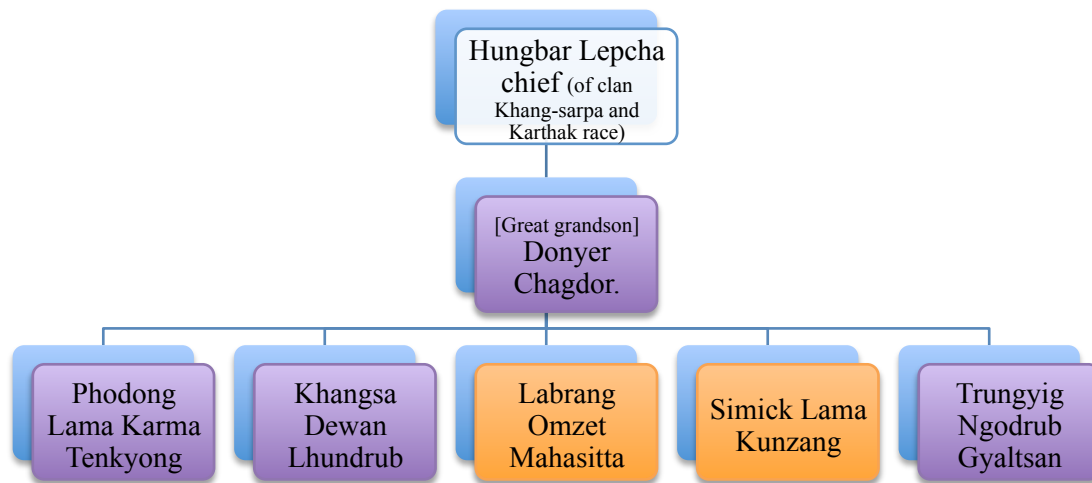 Hungbar Lepcha
chief (of clan
Khang-sarpa and
Karthak race)
[Great grandson]
Donyer
Chagdor.
Phodong
Lama Karma
Tenkyong
Khangsa
Dewan
Lhundrub
Labrang
Omzet
Mahasitta
Simick Lama
Kunzang
Trungyig
Ngodrub
Gyaltsan